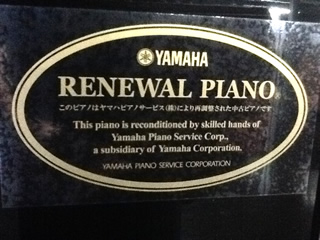 YAMAHA
RENEWAL PIANO
このピアノはヤマハピアノサービス(株)により再調整された中古ピアノです
This piano is reconditioned by skilled hands of
Yamaha Piano Service Corp.,
a subsidiary of Yamaha Corporation.
YAMAHA PIANO SERVICE CORPORATION